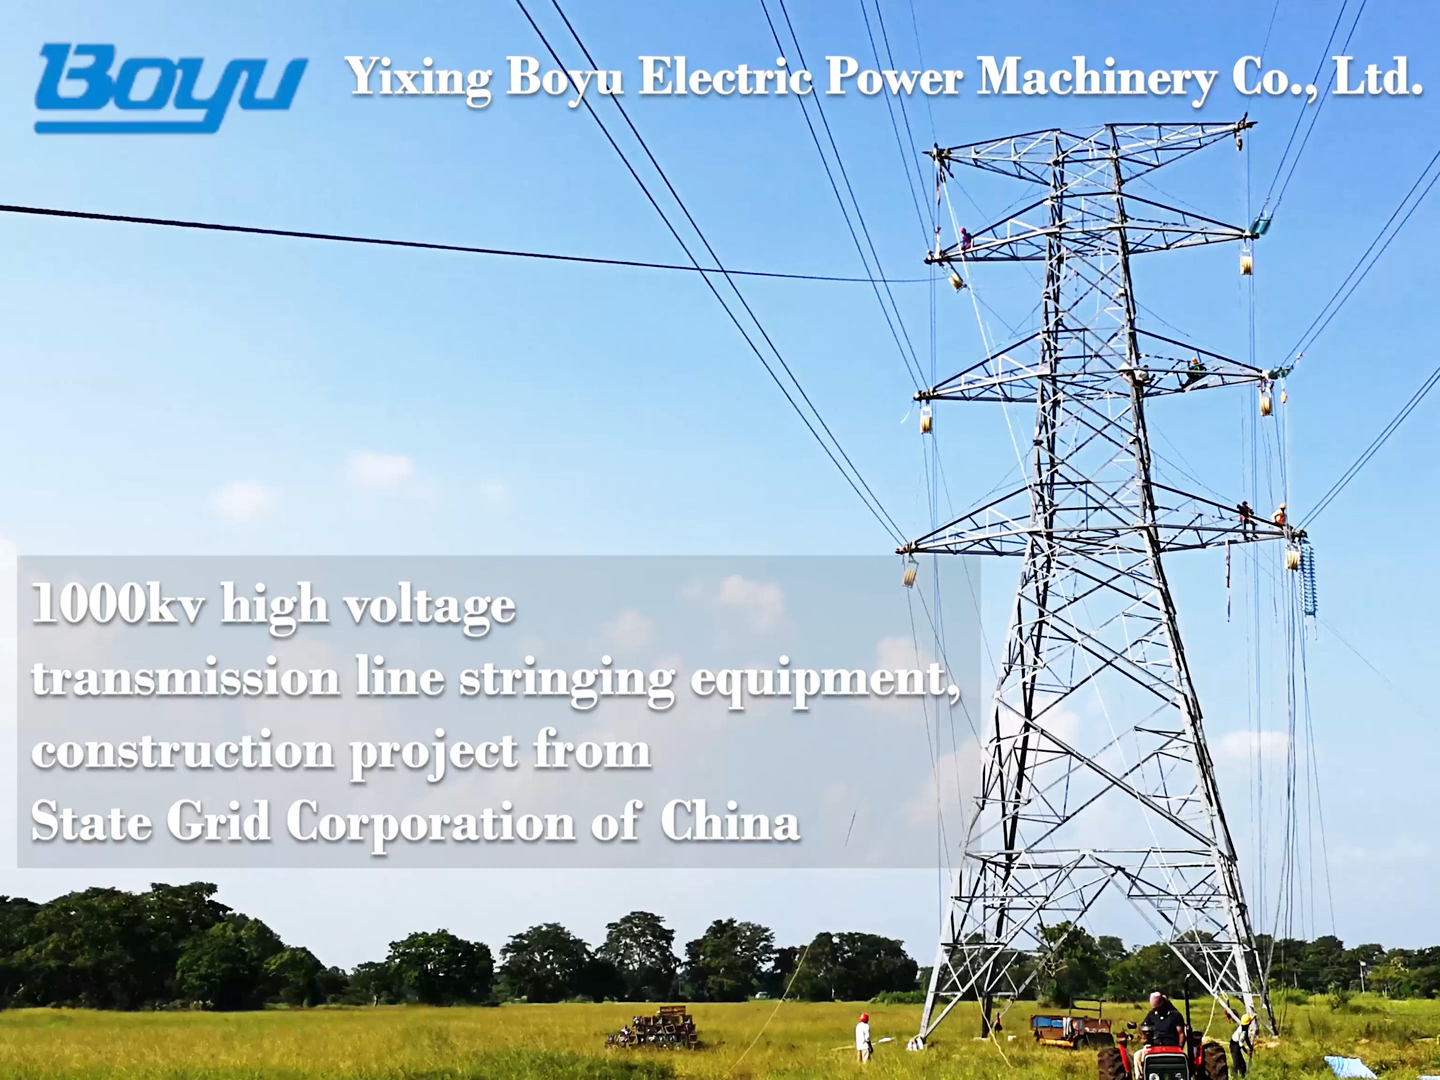 Boyu
Yixing Boyu Electric Power Machinery Co., Ltd.
1000kv high voltage
transmission line stringing equipment,
construction project from
State Grid Corporation of China